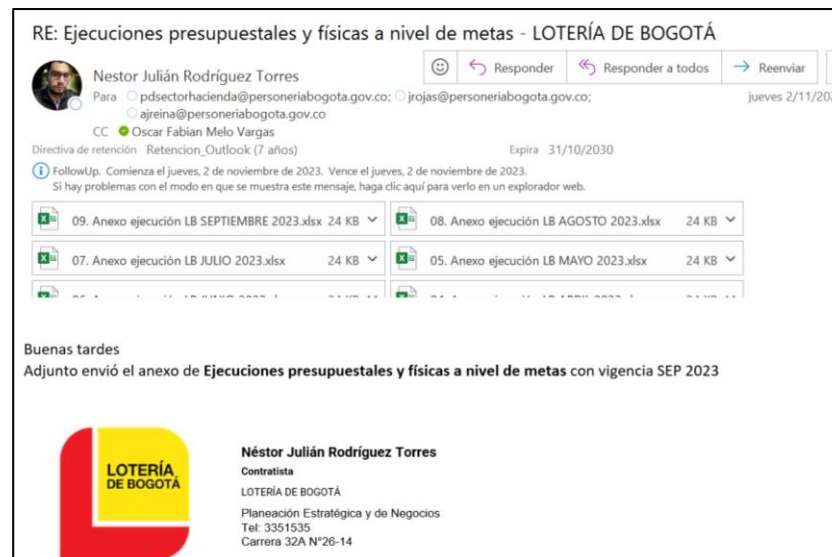 RE: Ejecuciones presupuestales y físicas a nivel de metas - LOTERÍA DE BOGOTÁ
Nestor Julián Rodríguez Torres
Responder
Responder a todos
Reenviar
Para pdsectorhacienda@personeriabogota.gov.co; jrojas@personeriabogota.gov.co;
jueves 2/11/202
ajreina@personeriabogota.gov.co
CC Oscar Fabian Melo Vargas
Directiva de retención Retencion_Outlook (7 años)
Expira 31/10/2030
FollowUp. Comienza el jueves, 2 de noviembre de 2023. Vence el jueves, 2 de noviembre de 2023.
Si hay problemas con el modo en que se muestra este mensaje, haga clic aquí para verlo en un explorador web.
09. Anexo ejecución LB SEPTIEMBRE 2023.xlsx 24 KB
08. Anexo ejecución LB AGOSTO 2023.xlsx 24 KB
07. Anexo ejecución LB JULIO 2023.xlsx 24 KB
05. Anexo ejecución LB MAYO 2023.xlsx 24 KB
Buenas tardes
Adjunto envió el anexo de Ejecuciones presupuestales y físicas a nivel de metas con vigencia SEP 2023
LOTERÍA
DE BOGOTÁ
Néstor Julián Rodríguez Torres
Contratista
LOTERÍA DE BOGOTÁ
Planeación Estratégica y de Negocios
Tel: 3351535
Carrera 32A N°26-14